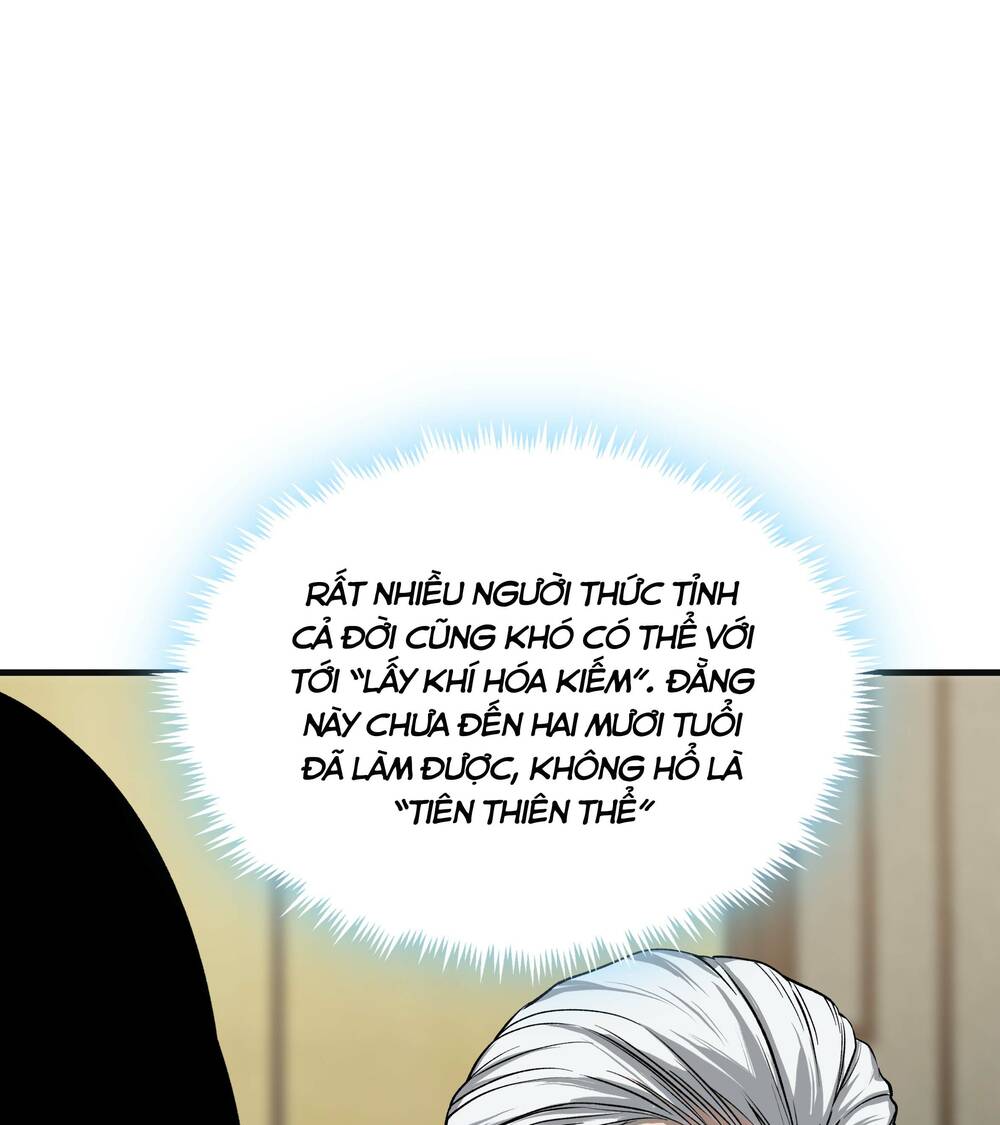 RẤT NHIỀU NGƯỜI THỨC TỈNH
CẢ ĐỜI CŨNG KHÓ CÓ THỂ VỚI
TỚI “LẤY KHÍ HÓA KIẾM”. ĐẰNG
NÀY CHƯA ĐẾN HAI MƯƠI TUỔI
ĐÃ LÀM ĐƯỢC, KHÔNG HỔ LÀ
“TIÊN THIÊN THỂ”